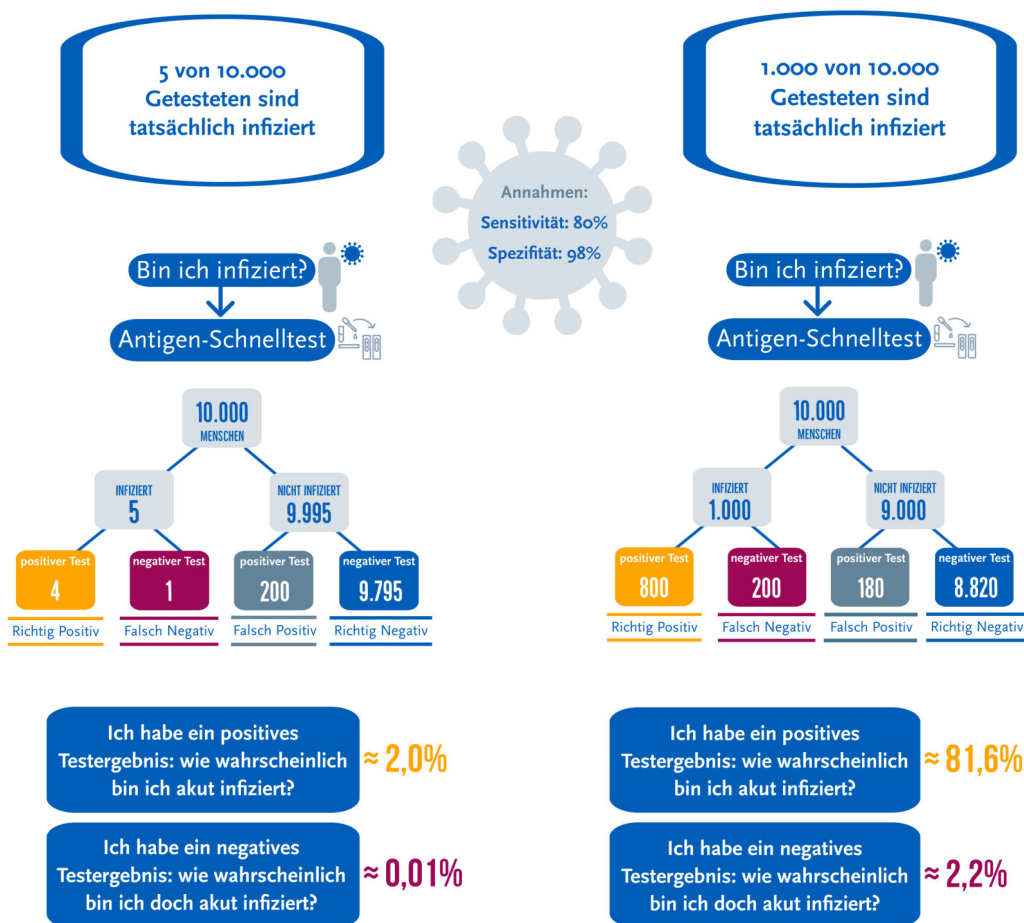 5 von 10.000
Getesteten sind
tatsächlich infiziert
1.000 von 10.000
Getesteten sind
tatsächlich infiziert
Annahmen:
Sensitivität: 80%
Spezifität: 98%
Bin ich infiziert?
Antigen-Schnelltest
10.000
MENSCHEN
INFIZIERT
5
NICHT INFIZIERT
9.995
positiver Test
4
Richtig Positiv
negativer Test
1
Falsch Negativ
positiver Test
200
Falsch Positiv
negativer Test
9.795
Richtig Negativ
Bin ich infiziert?
Antigen-Schnelltest
10.000
MENSCHEN
INFIZIERT
1.000
NICHT INFIZIERT
9.000
positiver Test
800
Richtig Positiv
negativer Test
200
Falsch Negativ
positiver Test
180
Falsch Positiv
negativer Test
8.820
Richtig Negativ
Ich habe ein positives
Testergebnis: wie wahrscheinlich
bin ich akut infiziert?
≈ 2,0%
Ich habe ein negatives
Testergebnis: wie wahrscheinlich
bin ich doch akut infiziert?
≈ 0,01%
Ich habe ein positives
Testergebnis: wie wahrscheinlich
bin ich akut infiziert?
≈ 81,6%
Ich habe ein negatives
Testergebnis: wie wahrscheinlich
bin ich doch akut infiziert?
≈ 2,2%